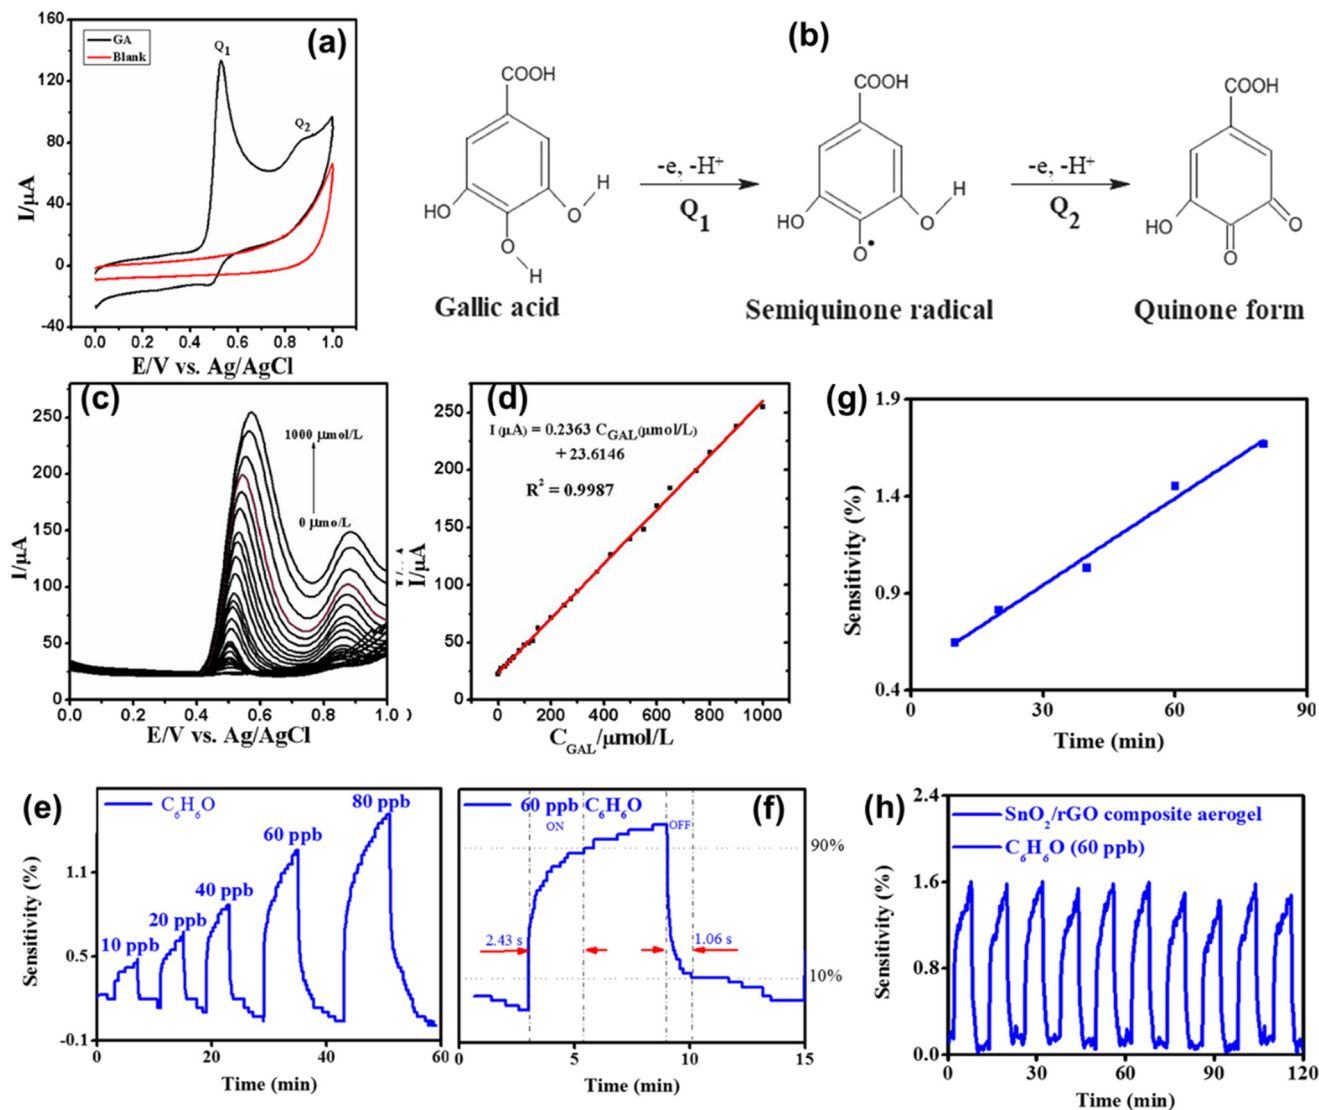 (a)
GA
Blank
Q1
Q2
160
120
80
40
0
-40
I/µA
0.0 0.2 0.4 0.6 0.8 1.0
E/V vs. Ag/AgCl
(b)
COOH
HO
O
H
O
H
Gallic acid
-e, -H+
Q1
COOH
HO
O•
O
H
Semiquinone radical
-e, -H+
Q2
COOH
HO
O
O
Quinone form
(c)
250
200
150
100
50
0
I/µA
1000 µmol/L
0 µmo/L
0.0 0.2 0.4 0.6 0.8 1.0
E/V vs. Ag/AgCl
(d)
I (µA) = 0.2363 CGAL(µmol/L)
+ 23.6146
R2 = 0.9987
250
200
150
100
50
0
I/µA
0 200 400 600 800 1000
CGAL/µmol/L
(g)
1.9
1.4
0.9
0.4
Sensitivity (%)
0 30 60 90
Time (min)
(e)
C6H6O
10 ppb
20 ppb
40 ppb
60 ppb
80 ppb
1.1
0.5
-0.1
Sensitivity (%)
0 20 40 60
Time (min)
(f)
60 ppb C6H6O
ON
OFF
90%
2.43 s
1.06 s
10%
0 5 10 15
Time (min)
(h)
SnO2/rGO composite aerogel
C6H6O (60 ppb)
2.4
1.6
0.8
0.0
Sensitivity (%)
0 30 60 90 120
Time (min)